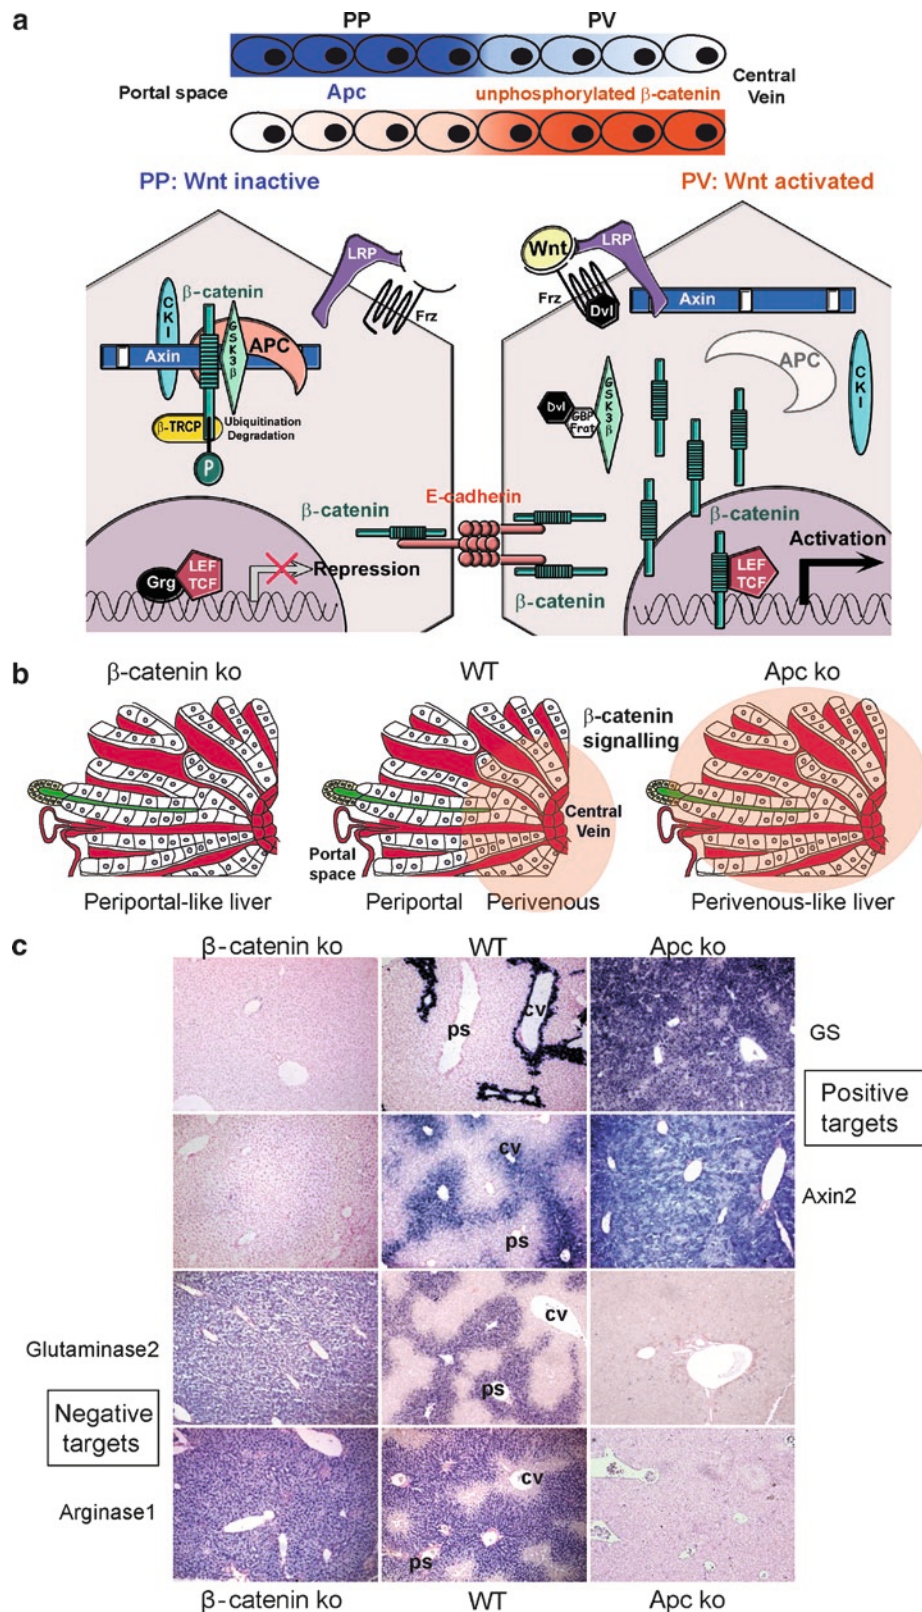 a
PP PV
Portal space
Apc
unphosphorylated β-catenin
Central
Vein
PP: Wnt inactive
PV: Wnt activated
LRP
Frz
β-catenin
CKI
GSK3β
APC
Axin
β-TRCP
Ubiquitination
Degradation
P
β-catenin
E-cadherin
Grg
LEF
TCF
Repression
Wnt
LRP
Frz
Dvl
Axin
APC
CKI
GSK3β
Dvl
GBP
Frat
β-catenin
β-catenin
LEF
TCF
Activation
b
β-catenin ko
WT
Apc ko
β-catenin
signalling
Central
Vein
Portal
space
Periportal-like liver
Periportal
Perivenous
Perivenous-like liver
c
β-catenin ko
WT
Apc ko
ps
cv
GS
Positive
targets
cv
ps
Axin2
Glutaminase2
cv
ps
Negative
targets
Arginase1
cv
ps
β-catenin ko
WT
Apc ko